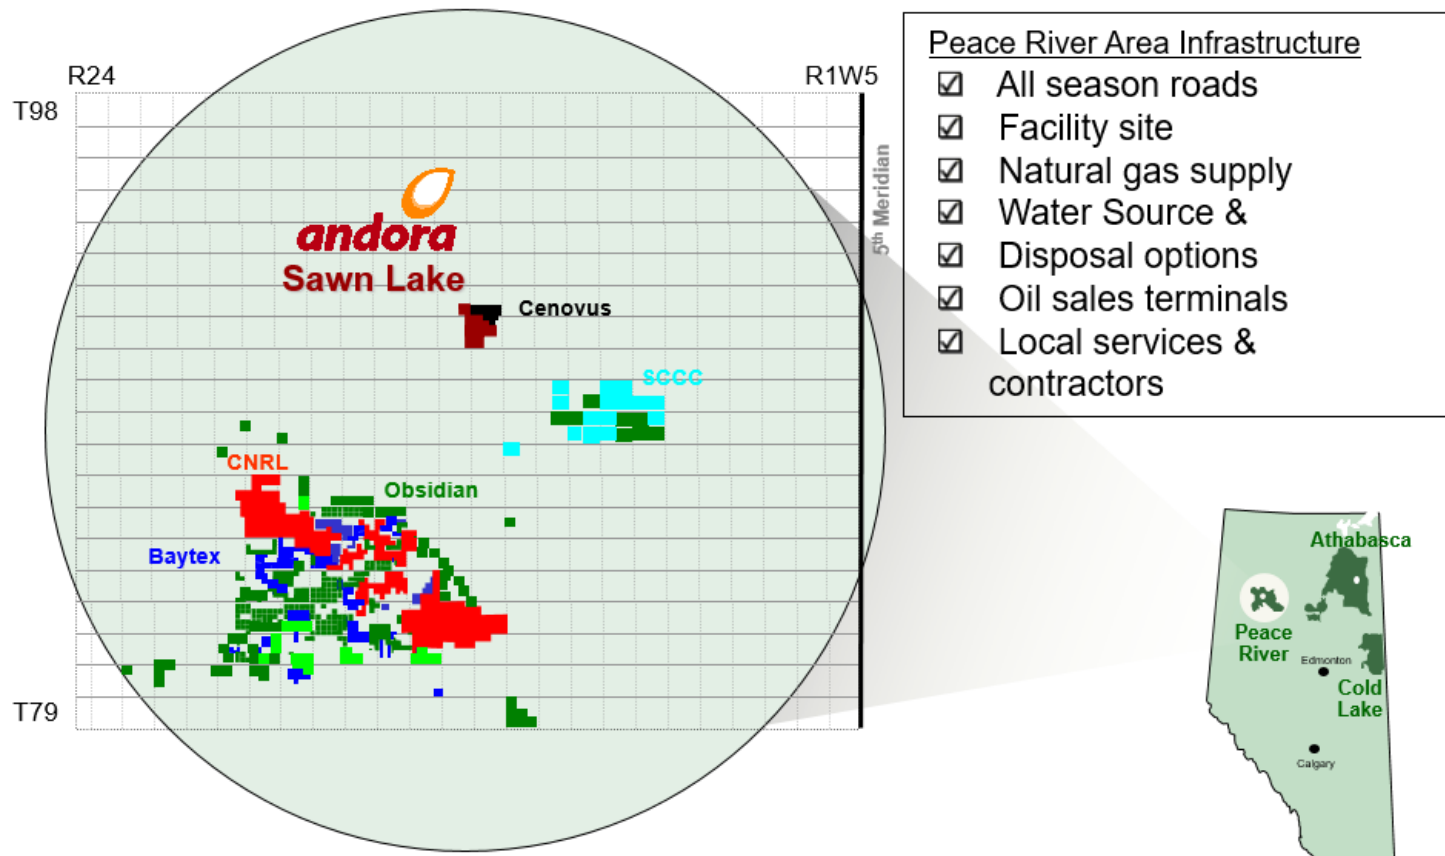 R24
R1W5
T98
andora
Sawn Lake
Cenovus
SCCC
CNRL
Obsidian
Baytex
T79
5th Meridian
Peace River Area Infrastructure
☑ All season roads
☑ Facility site
☑ Natural gas supply
☑ Water Source &
☑ Disposal options
☑ Oil sales terminals
☑ Local services &
contractors
Athabasca
Peace
River
Edmonton
Cold
Lake
Calgary